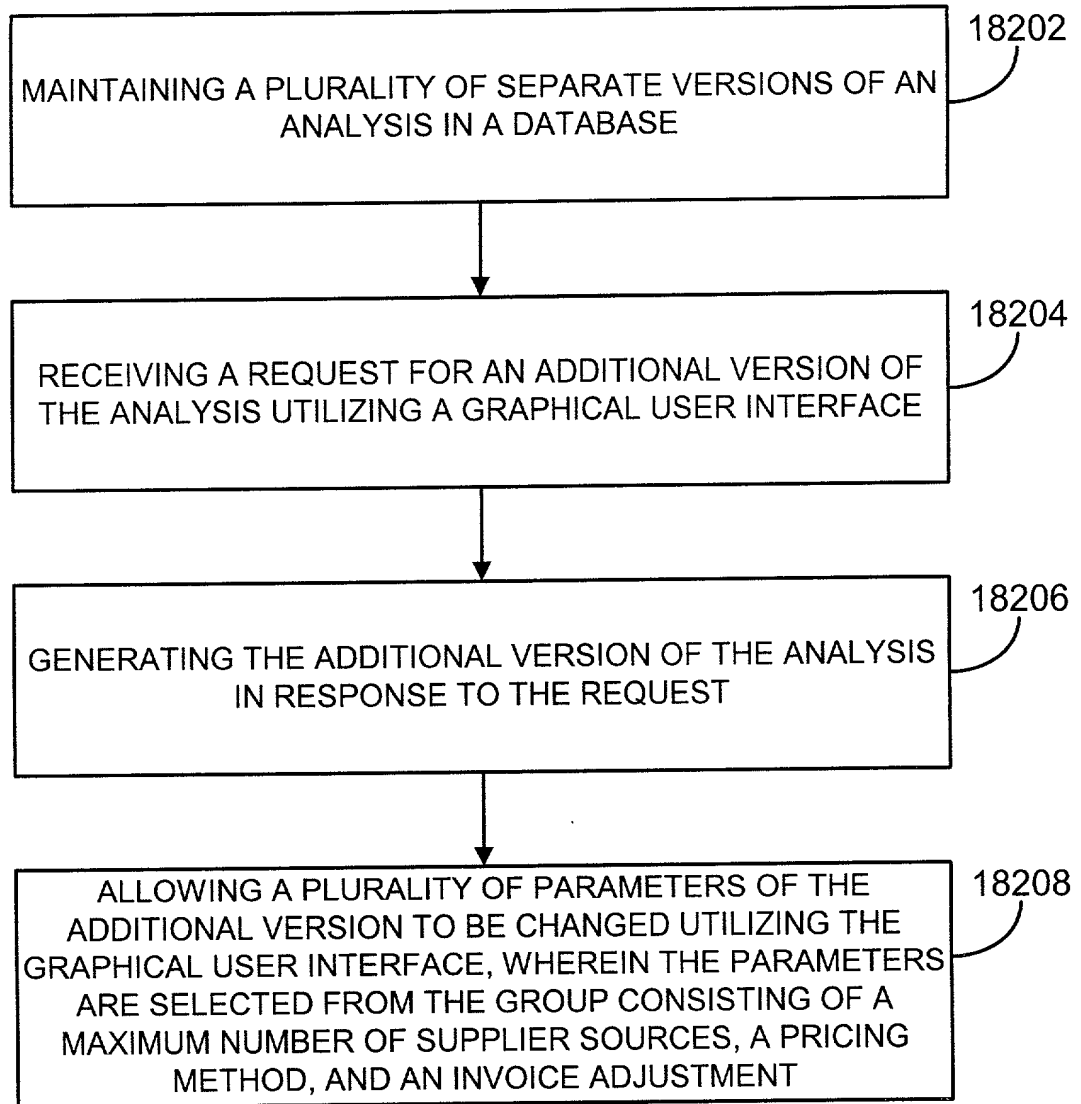 18202
MAINTAINING A PLURALITY OF SEPARATE VERSIONS OF AN
ANALYSIS IN A DATABASE
18204
RECEIVING A REQUEST FOR AN ADDITIONAL VERSION OF
THE ANALYSIS UTILIZING A GRAPHICAL USER INTERFACE
18206
GENERATING THE ADDITIONAL VERSION OF THE ANALYSIS
IN RESPONSE TO THE REQUEST
18208
ALLOWING A PLURALITY OF PARAMETERS OF THE
ADDITIONAL VERSION TO BE CHANGED UTILIZING THE
GRAPHICAL USER INTERFACE, WHEREIN THE PARAMETERS
ARE SELECTED FROM THE GROUP CONSISTING OF A
MAXIMUM NUMBER OF SUPPLIER SOURCES, A PRICING
METHOD, AND AN INVOICE ADJUSTMENT